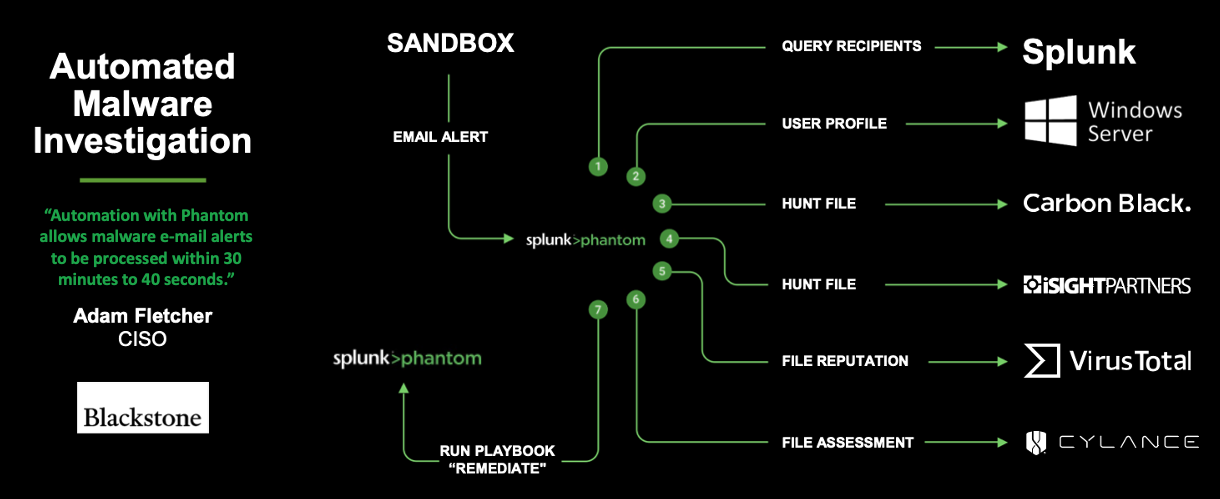 Automated
Malware
Investigation
“Automation with Phantom
allows malware e-mail alerts
to be processed within 30
minutes to 40 seconds.”
Adam Fletcher
CISO
Blackstone
SANDBOX
EMAIL ALERT
splunk>phantom
1
QUERY RECIPIENTS
Splunk
2
USER PROFILE
Windows
Server
3
HUNT FILE
Carbon Black.
4
HUNT FILE
iSIGHTPARTNERS
5
FILE REPUTATION
VirusTotal
6
FILE ASSESSMENT
CYLANCE
7
RUN PLAYBOOK
“REMEDIATE"
splunk>phantom